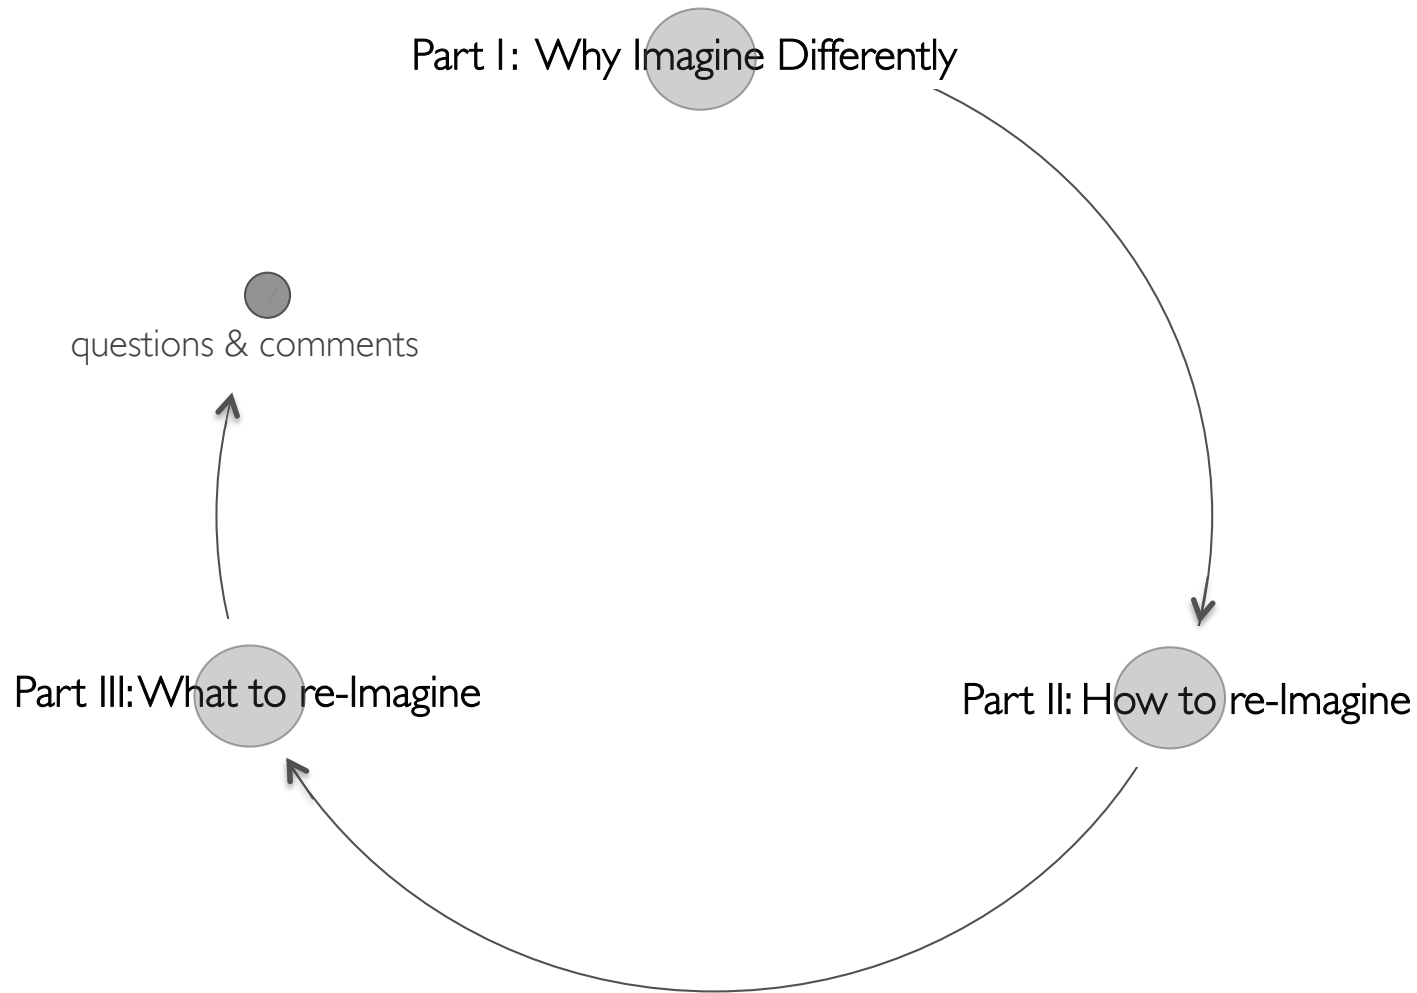 Part I: Why Imagine Differently
questions & comments
Part III: What to re-Imagine
Part II: How to re-Imagine